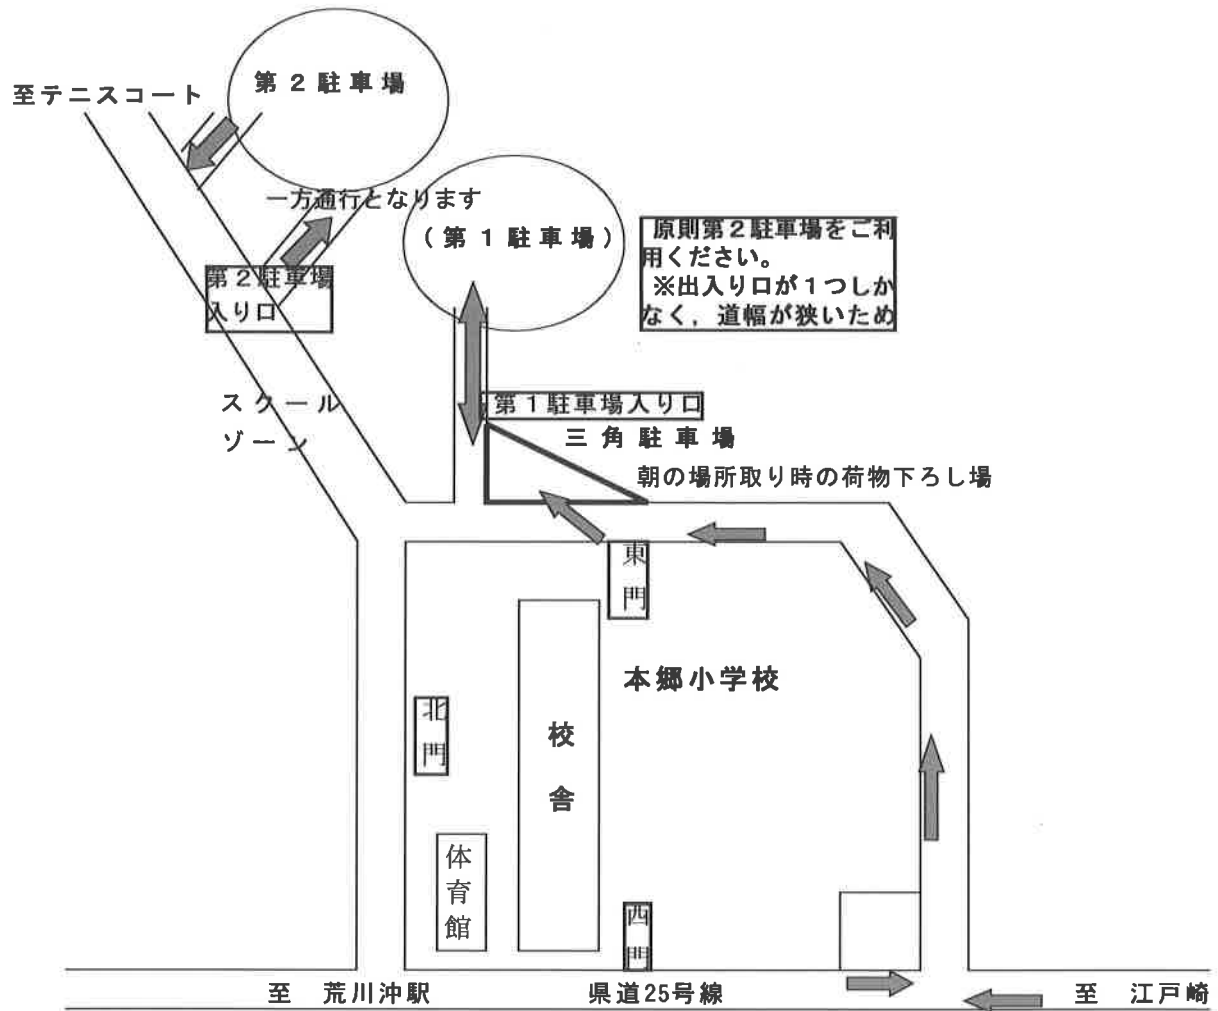 第２駐車場
至テニスコート
一方通行となります
（第１駐車場）
原則第２駐車場をご利
用ください。
※出入り口が１つしか
なく，道幅が狭いため
第２駐車場
入り口
スクール
ゾーン
第１駐車場入り口
三角駐車場
朝の場所取り時の荷物下ろし場
東門
本郷小学校
北門
校舎
体育館
西門
至　荒川沖駅
県道25号線
至　江戸崎